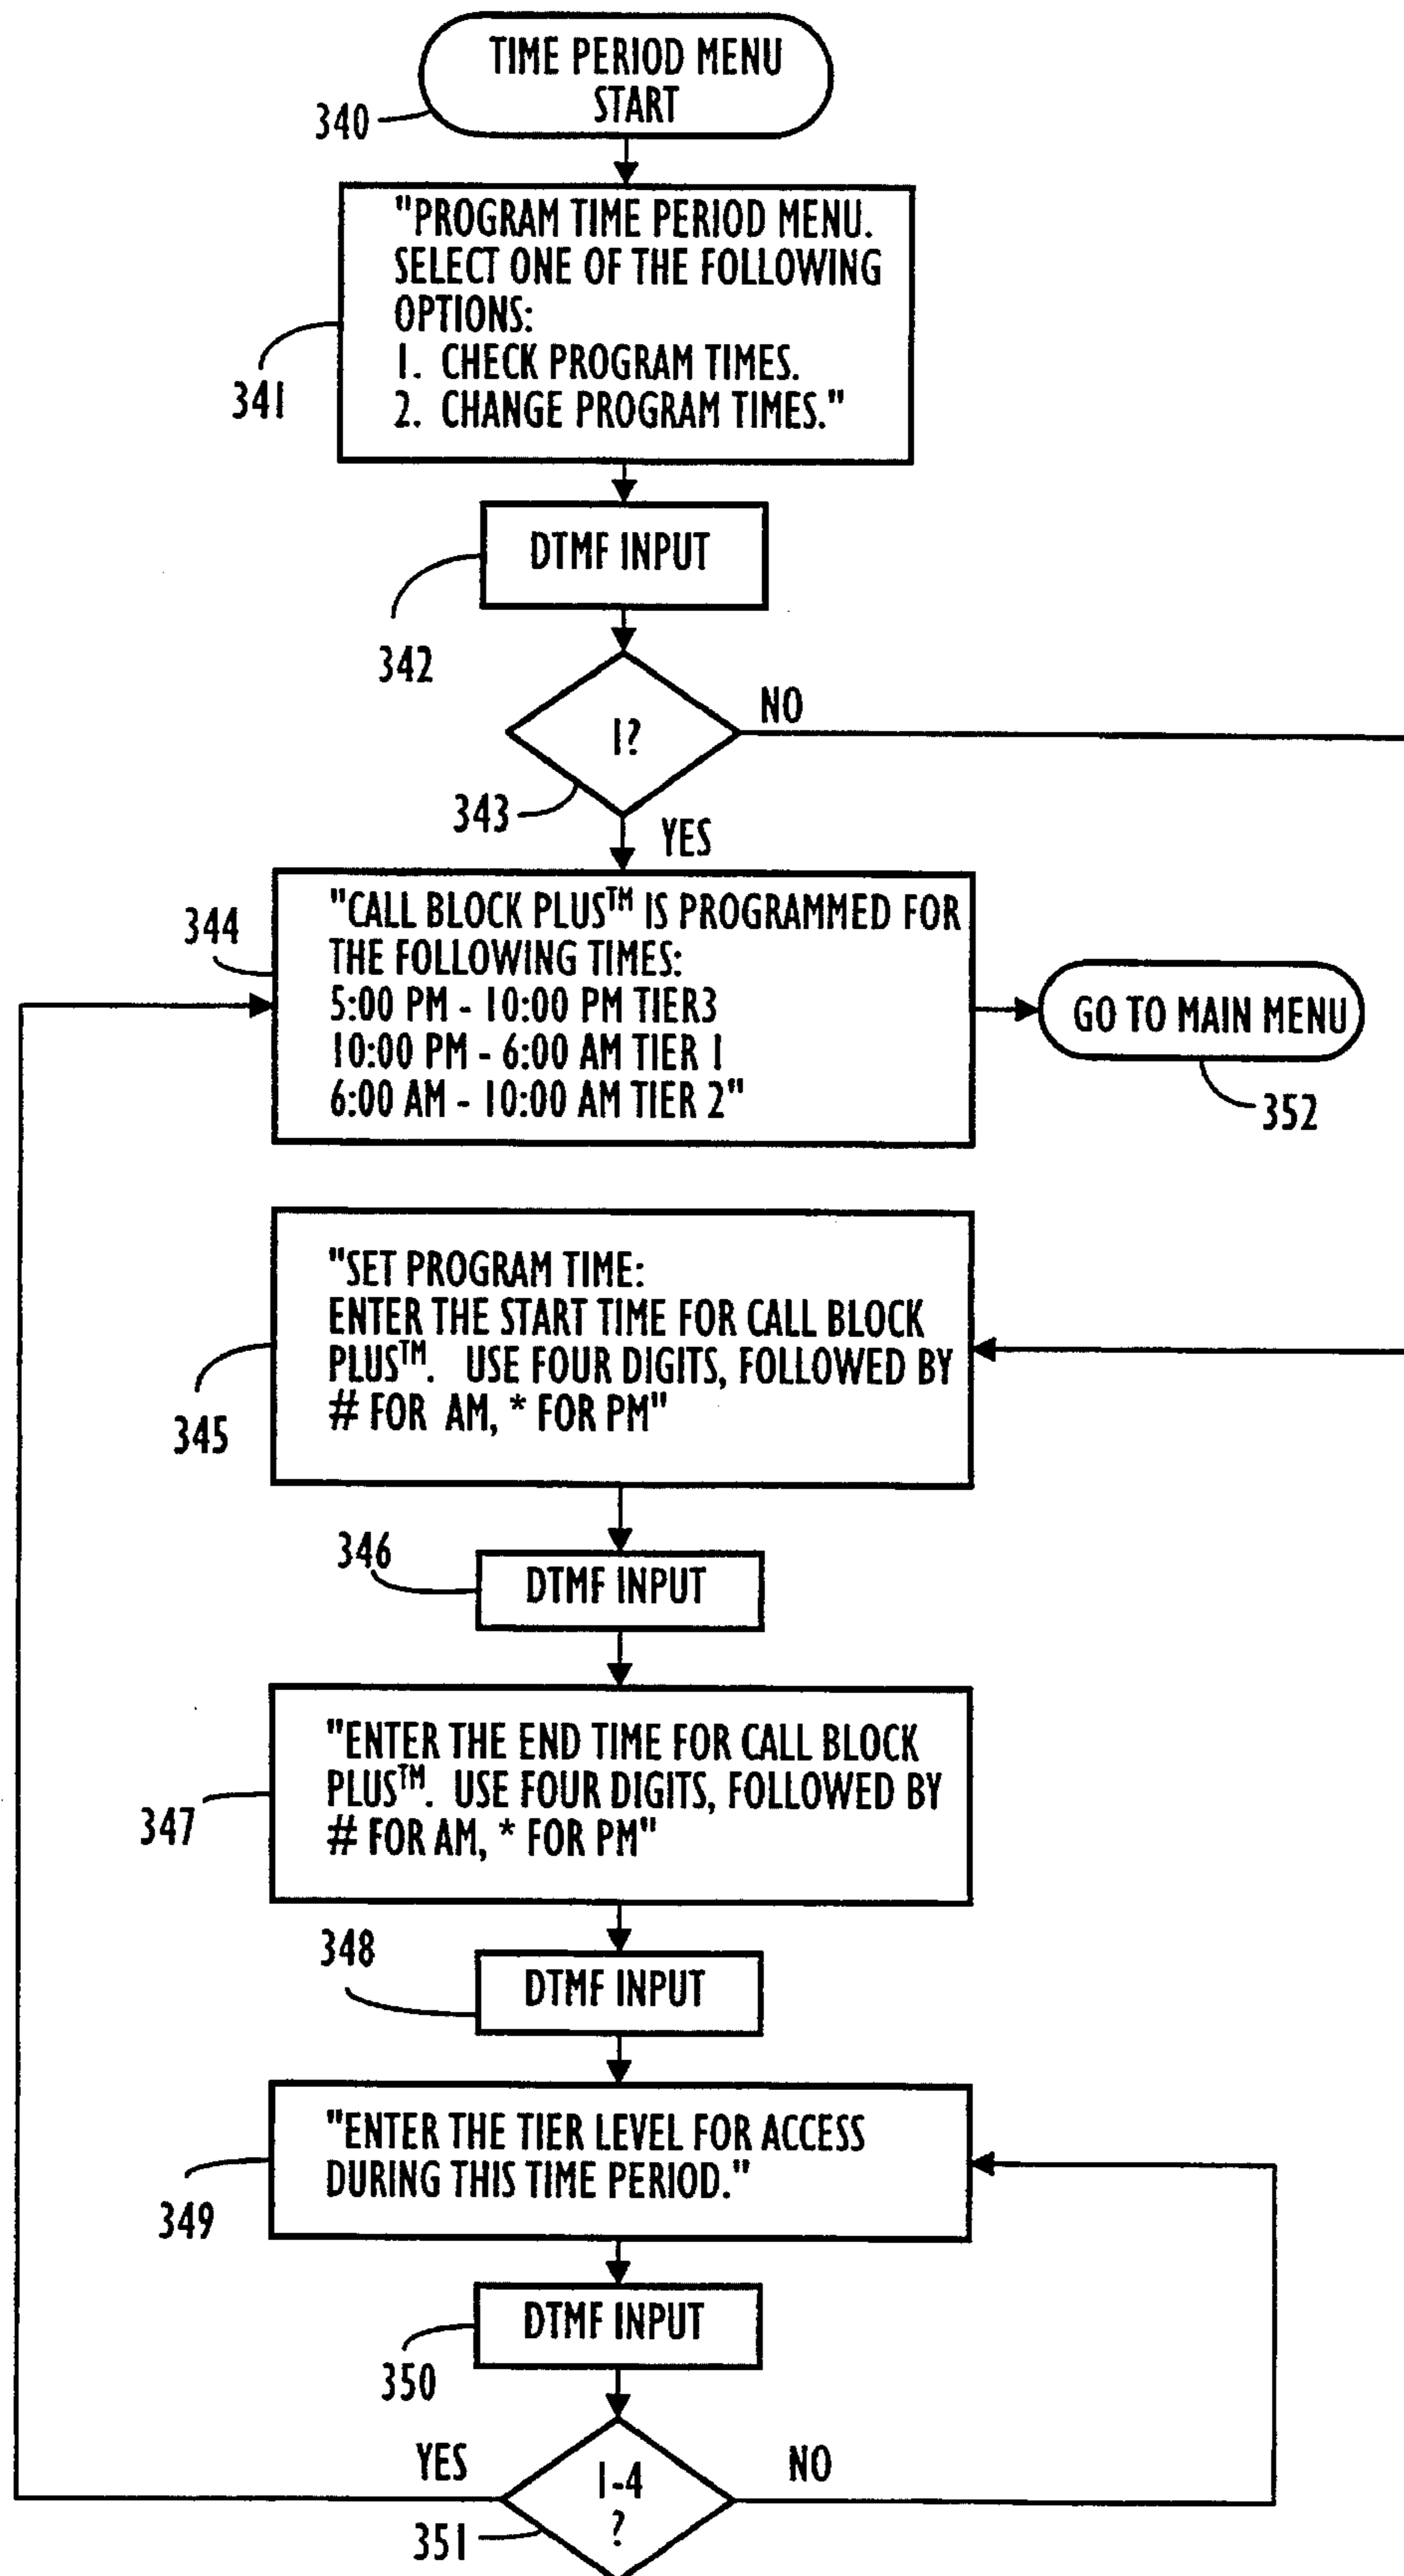 TIME PERIOD MENU
START
340
"PROGRAM TIME PERIOD MENU.
SELECT ONE OF THE FOLLOWING
OPTIONS:
1. CHECK PROGRAM TIMES.
2. CHANGE PROGRAM TIMES."
341
DTMF INPUT
342
1?
NO
343
YES
"CALL BLOCK PLUS™ IS PROGRAMMED FOR
THE FOLLOWING TIMES:
5:00 PM - 10:00 PM TIER3
10:00 PM - 6:00 AM TIER 1
6:00 AM - 10:00 AM TIER 2"
344
GO TO MAIN MENU
352
"SET PROGRAM TIME:
ENTER THE START TIME FOR CALL BLOCK
PLUS™. USE FOUR DIGITS, FOLLOWED BY
# FOR AM, * FOR PM"
345
346
DTMF INPUT
"ENTER THE END TIME FOR CALL BLOCK
PLUS™. USE FOUR DIGITS, FOLLOWED BY
# FOR AM, * FOR PM"
347
348
DTMF INPUT
"ENTER THE TIER LEVEL FOR ACCESS
DURING THIS TIME PERIOD."
349
DTMF INPUT
350
YES
1-4
?
NO
351